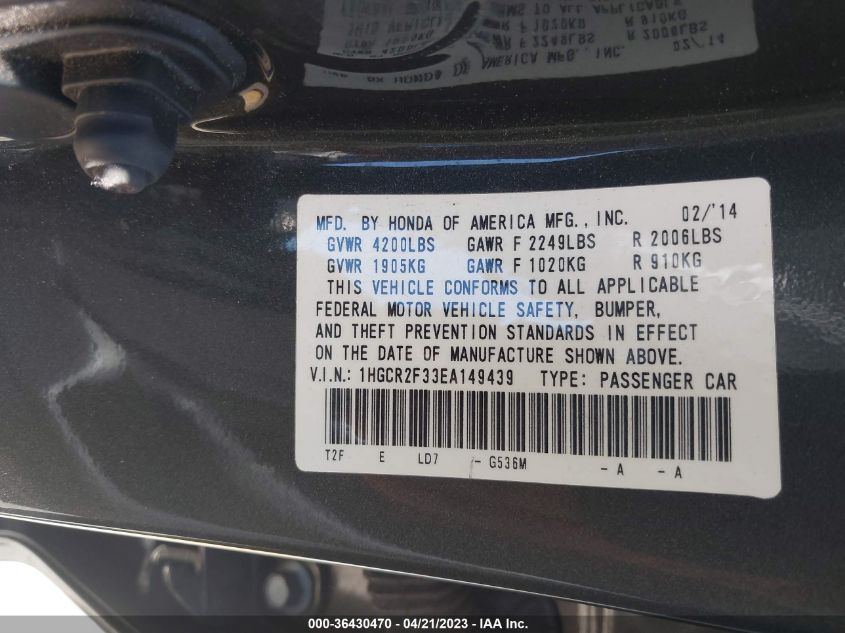 MFD. BY HONDA OF AMERICA MFG., INC. 02/'14
GVWR 4200LBS GAWR F 2249LBS R 2006LBS
GVWR 1905KG GAWR F 1020KG R 910KG
THIS VEHICLE CONFORMS TO ALL APPLICABLE
FEDERAL MOTOR VEHICLE SAFETY, BUMPER,
AND THEFT PREVENTION STANDARDS IN EFFECT
ON THE DATE OF MANUFACTURE SHOWN ABOVE.
V.I.N.: 1HGCR2F33EA149439 TYPE: PASSENGER CAR
T2F E LD7 - G536M - A - A
000-36430470 - 04/21/2023 - IAAI.com